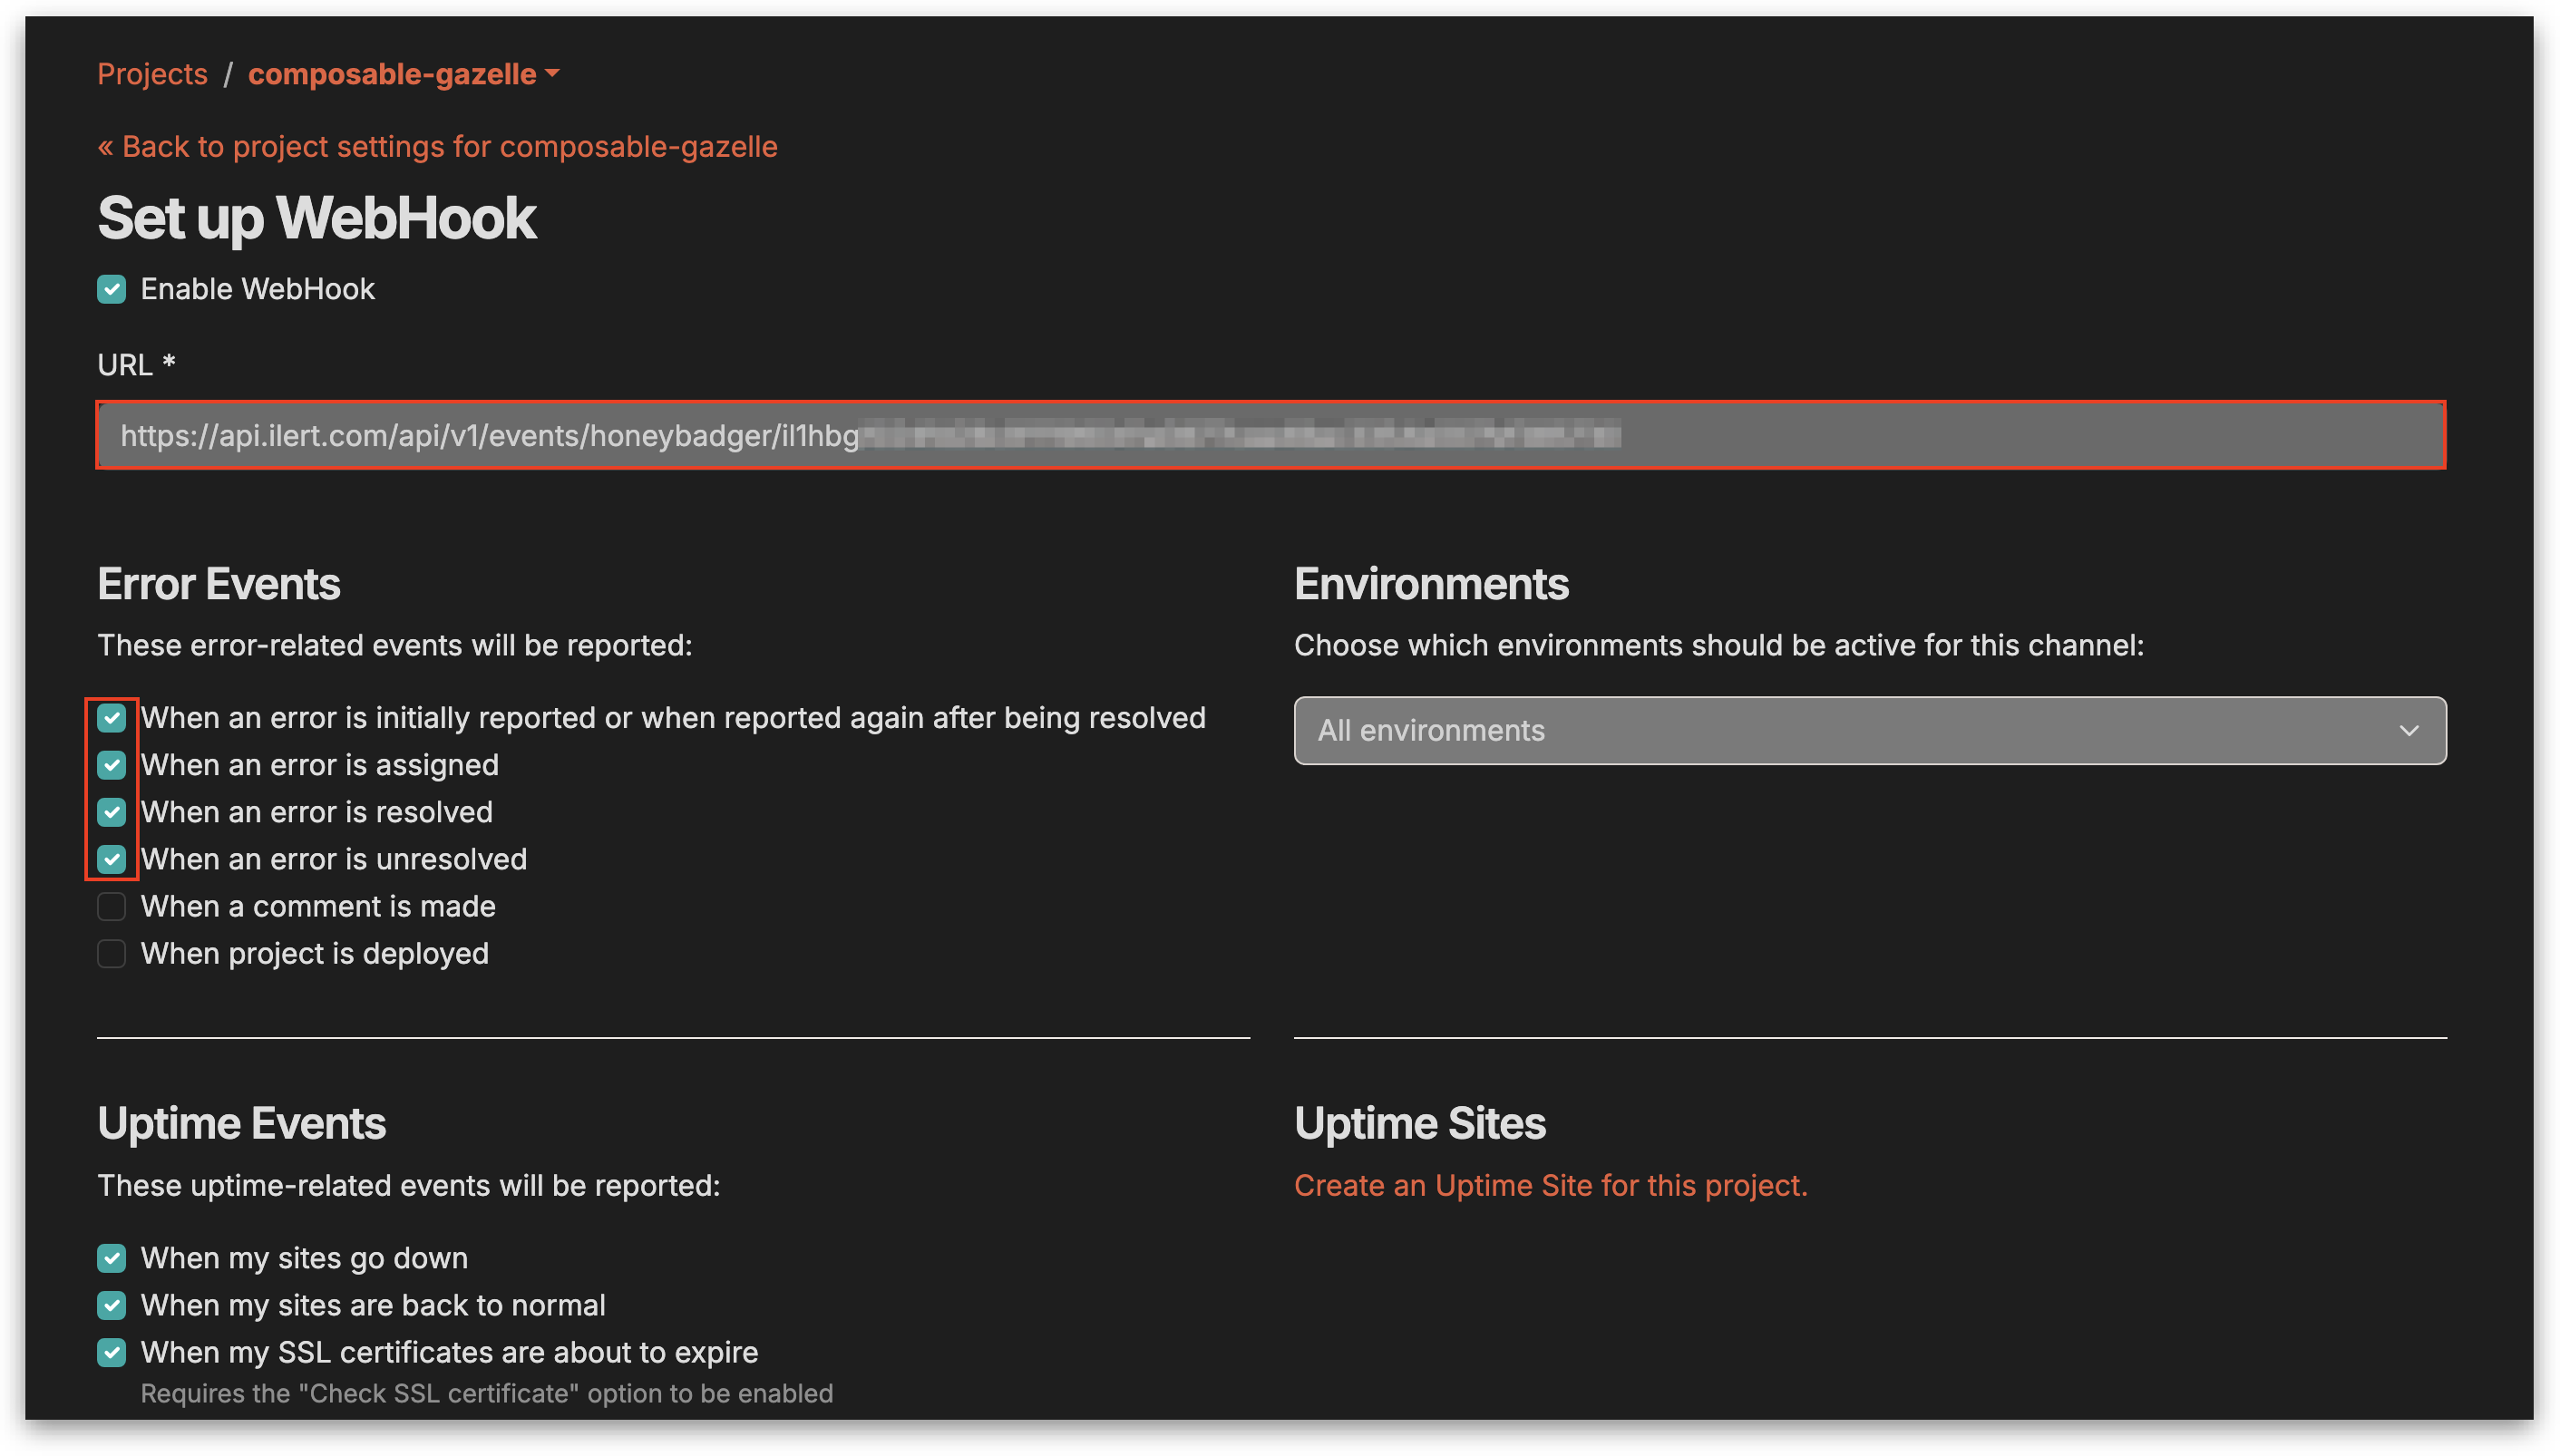 Projects / composable-gazelle
« Back to project settings for composable-gazelle
Set up WebHook
Enable WebHook
URL *
https://api.ilert.com/api/v1/events/honeybadger/il1hbg
Error Events
These error-related events will be reported:
When an error is initially reported or when reported again after being resolved
When an error is assigned
When an error is resolved
When an error is unresolved
When a comment is made
When project is deployed
Environments
Choose which environments should be active for this channel:
All environments
Uptime Events
These uptime-related events will be reported:
When my sites go down
When my sites are back to normal
When my SSL certificates are about to expire
Requires the "Check SSL certificate" option to be enabled
Uptime Sites
Create an Uptime Site for this project.